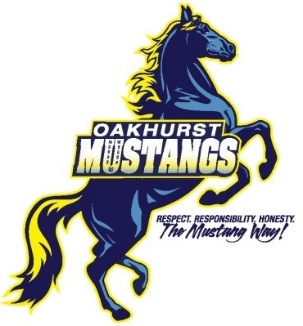 OAKHURST
MUSTANGS
RESPECT. RESPONSIBILITY. HONESTY.
The Mustang Way!